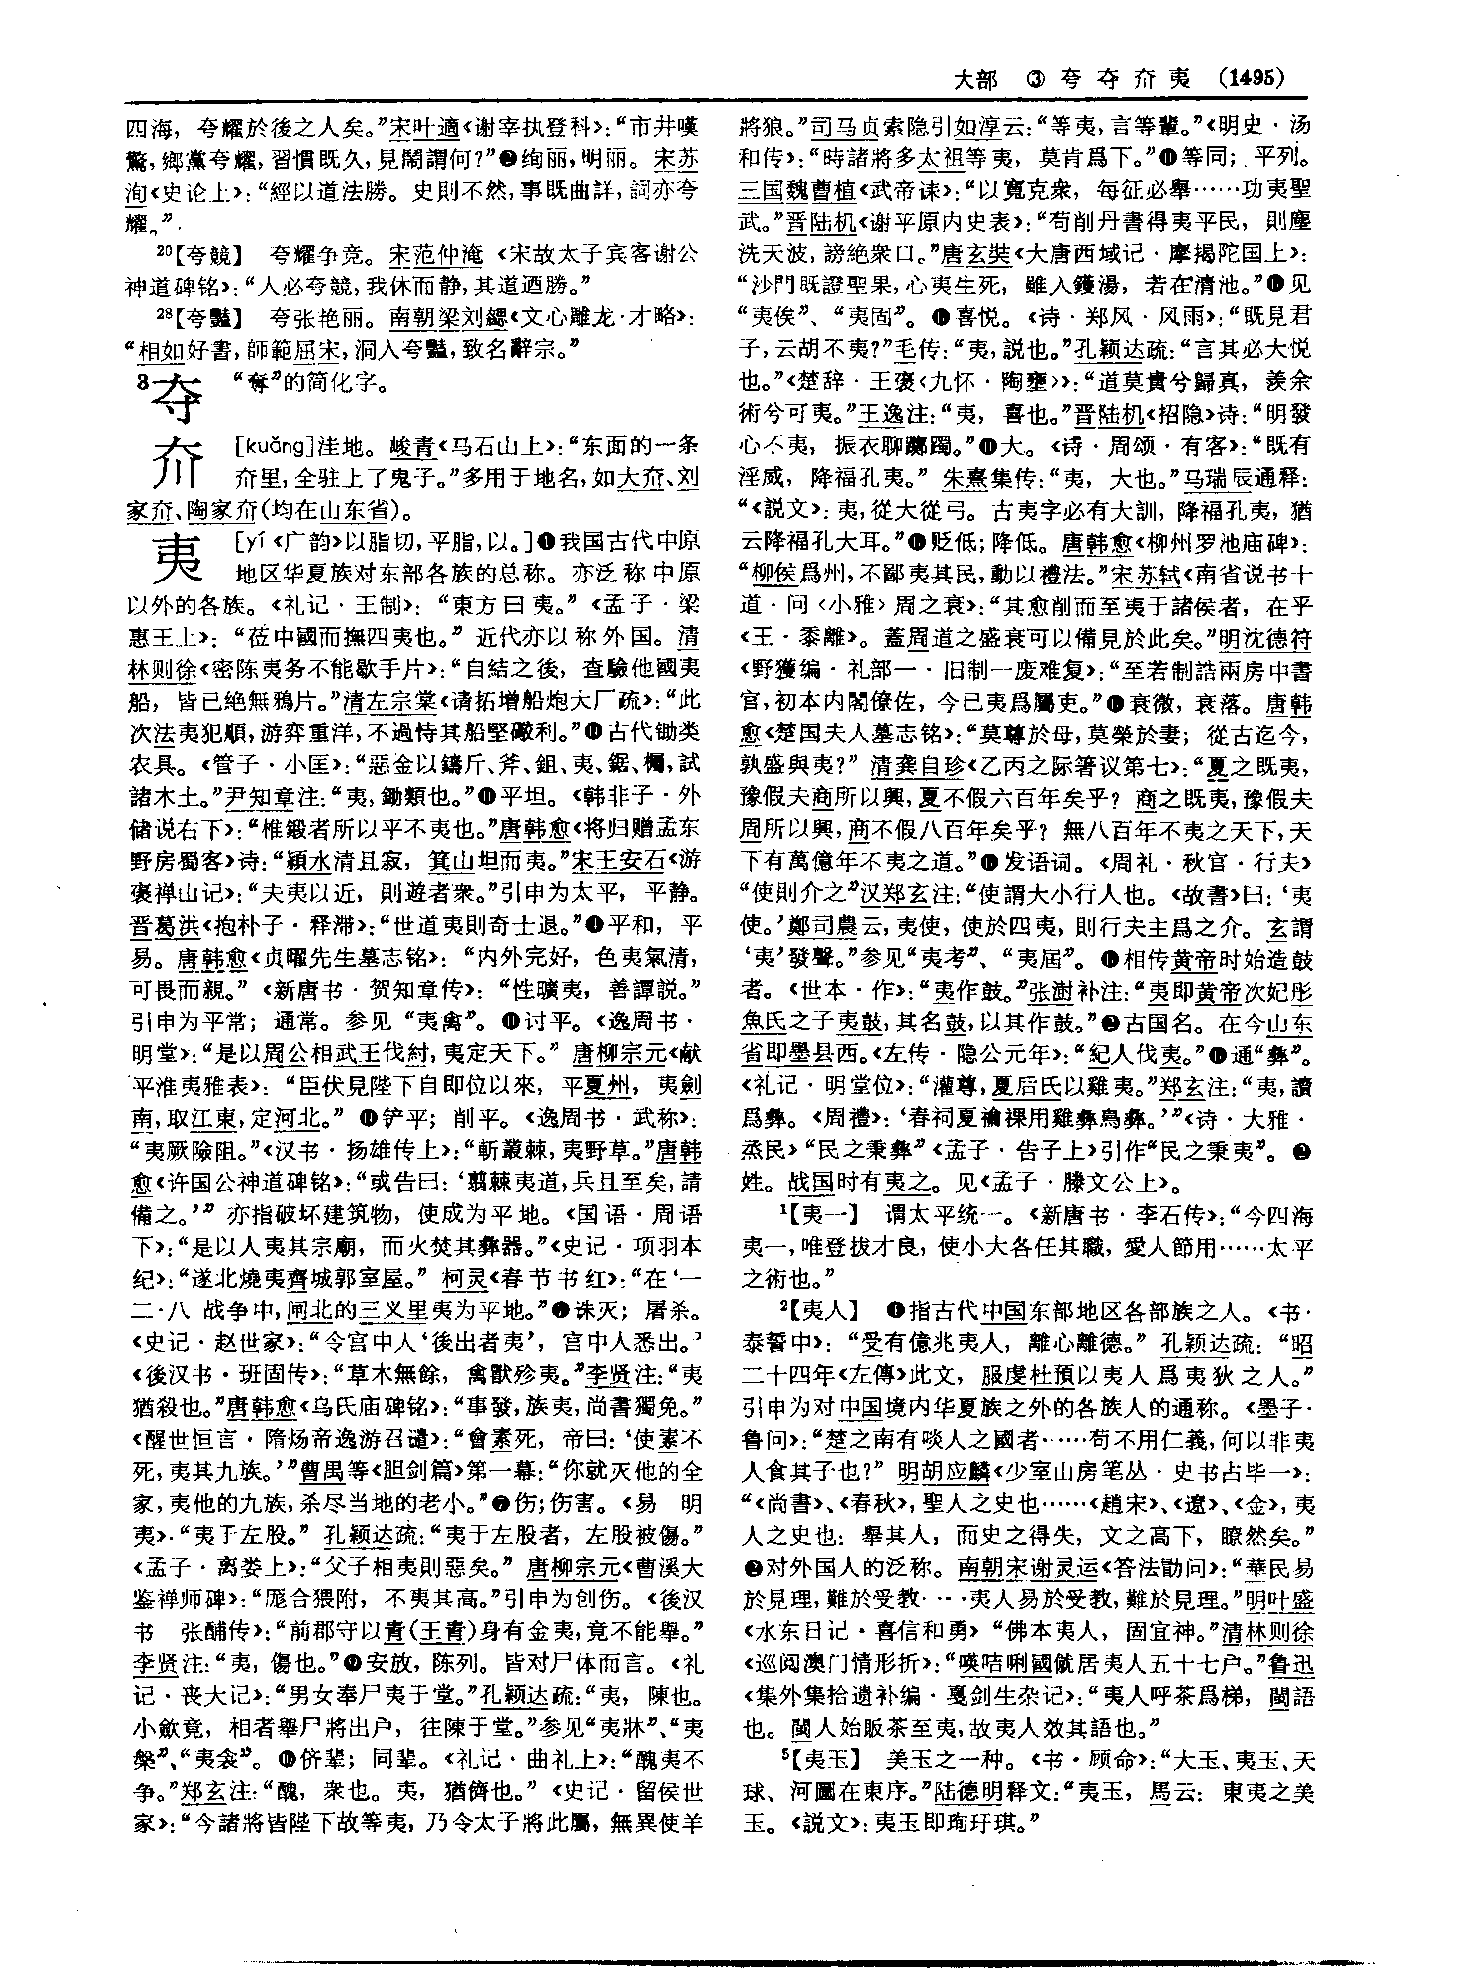 大部 ③ 夸 夺 夼 夷 (1495)
四海，夸耀於後之人矣。”宋叶適《谢宰执登科》：“市井嘆
驚，鄉黨夸耀，習慣既久，見鬧謂何？”❷绚丽，明丽。宋苏
洵《史论上》：“經以道法勝。史則不然，事既曲詳，詞亦夸
耀。”
20【夸競】 夸耀争竞。宋范仲淹《宋故太子宾客谢公
神道碑铭》：“人必夸競，我休而静，其道迺勝。”
28【夸豔】 夸张艳丽。南朝梁刘勰《文心雕龙·才略》：
“相如好書，師範屈宋，洞入夸豔，致名辭宗。”
3夺 “奪”的简化字。
夼 [kuǎng]洼地。峻青《马石山上》：“东面的一条
夼里，全驻上了鬼子。”多用于地名，如大夼、刘
家夼、陶家夼(均在山东省)。
夷 [yí《广韵》以脂切，平脂，以。]❶我国古代中原
地区华夏族对东部各族的总称。亦泛称中原
以外的各族。《礼记·王制》：“東方曰夷。”《孟子·梁
惠王上》：“莅中國而撫四夷也。”近代亦以称外国。清
林则徐《密陈夷务不能歇手片》：“自結之後，查驗他國夷
船，皆已绝無鴉片。”清左宗棠《请拓增船炮大厂疏》：“此
次法夷犯順，游弈重洋，不過恃其船堅礮利。”❿古代锄类
农具。《管子·小匡》：“惡金以鑄斤、斧、鉏、夷、鋸、欘，試
諸木土。”尹知章注：“夷，鋤類也。”❿平坦。《韩非子·外
储说右下》：“椎鍛者所以平不夷也。”唐韩愈《将归赠孟东
野房蜀客》诗：“潁水清且寂，箕山坦而夷。”宋王安石《游
褒禅山记》：“夫夷以近，則遊者衆。”引申为太平，平静。
晋葛洪《抱朴子·释滞》：“世道夷則奇士退。”❹平和，平
易。唐韩愈《贞曜先生墓志铭》：“内外完好，色夷氣清，
可畏而親。”《新唐书·贺知章传》：“性曠夷，善譚説。”
引申为平常；通常。参见“夷禽”。❿讨平。《逸周书·
明堂》：“是以周公相武王伐紂，夷定天下。”唐柳宗元《献
平淮夷雅表》：“臣伏見陛下自即位以來，平夏州，夷劍
南，取江東，定河北。”❿铲平；削平。《逸周书·武称》：
“夷厥險阻。”《汉书·扬雄传上》：“斬叢棘，夷野草。”唐韩
愈《许国公神道碑铭》：“或告曰：‘翦棘夷道，兵且至矣，請
備之。’”亦指破坏建筑物，使成为平地。《国语·周语
下》：“是以人夷其宗廟，而火焚其彝器。”《史记·项羽本
纪》：“遂北燒夷齊城郭室屋。”柯灵《春节书红》：“在‘一
二·八战争中，闸北的三义里夷为平地。”❼诛灭；屠杀。
《史记·赵世家》：“令宫中人‘後出者夷’，宫中人悉出。”
《後汉书·班固传》：“草木無餘，禽獸殄夷。”李贤注：“夷
猶殺也。”唐韩愈《乌氏庙碑铭》：“事發，族夷，尚書獨免。”
《醒世恒言·隋炀帝逸游召谴》：“會素死，帝曰：‘使素不
死，夷其九族。’”曹禺等《胆剑篇》第一幕：“你就灭他的全
家，夷他的九族，杀尽当地的老小。”❼伤；伤害。《易 明
夷》·“夷于左股。”孔颖达疏：“夷于左股者，左股被傷。”
《孟子·离娄上》：“父子相夷則惡矣。”唐柳宗元《曹溪大
鉴禅师碑》：“厖合猥附，不夷其高。”引申为创伤。《後汉
书 张酺传》：“前郡守以青(王青)身有金夷，竟不能舉。”
李贤注：“夷，傷也。”❾安放，陈列。皆对尸体而言。《礼
记·丧大记》：“男女奉尸夷于堂。”孔颖达疏：“夷，陳也。
小斂竟，相者舉尸將出户，往陳于堂。”参见“夷牀”、“夷
槃”、“夷衾”。❿侪辈；同辈。《礼记·曲礼上》：“醜夷不
争。”郑玄注：“醜，衆也。夷，猶儕也。”《史记·留侯世
家》：“今諸將皆陛下故等夷，乃令太子將此屬，無異使羊
將狼。”司马贞索隐引如淳云：“等夷，言等輩。”《明史·汤
和传》：“時諸將多太祖等夷，莫肯爲下。”⓫等同；平列。
三国魏曹植《武帝诔》：“以寬克衆，每征必舉……功夷聖
武。”晋陆机《谢平原内史表》：“苟削丹書得夷平民，則塵
洗天波，謗绝衆口。”唐玄奘《大唐西域记·摩揭陀国上》：
“沙門既證聖果，心夷生死，雖入鑊湯，若在清池。”⓬见
“夷俟”、“夷固”。⓭喜悦。《诗·郑风·风雨》：“既見君
子，云胡不夷？”毛传：“夷，説也。”孔颖达疏：“言其必大悦
也。”《楚辞·王褒〈九怀·陶壅〉》：“道莫貴兮歸真，羨余
術兮可夷。”王逸注：“夷，喜也。”晋陆机《招隐》诗：“明發
心不夷，振衣聊躑躅。”⓮大。《诗·周颂·有客》：“既有
淫威，降福孔夷。”朱熹集传：“夷，大也。”马瑞辰通释：
“《説文》：夷，從大從弓。古夷字必有大訓，降福孔夷，猶
云降福孔大耳。”⓯贬低；降低。唐韩愈《柳州罗池庙碑》：
“柳侯爲州，不鄙夷其民，動以禮法。”宋苏轼《南省说书十
道·问〈小雅〉周之衰》：“其愈削而至夷于諸侯者，在乎
《王·黍離》。蓋周道之盛衰可以備見於此矣。”明沈德符
《野獲编·礼部一·旧制一废难复》：“至若制誥兩房中書
官，初本内閣僚佐，今已夷爲屬吏。”⓰衰微，衰落。唐韩
愈《楚国夫人墓志铭》：“莫尊於母，莫榮於妻；從古迄今，
孰盛與夷？”清龚自珍《乙丙之际箸议第七》：“夏之既夷，
豫假夫商所以興，夏不假六百年矣乎？商之既夷，豫假夫
周所以興，商不假八百年矣乎？無八百年不夷之天下，天
下有萬億年不夷之道。”⓱发语词。《周礼·秋官·行夫》
“使則介之”汉郑玄注：“使謂大小行人也。《故書》曰：‘夷
使。’鄭司農云，夷使，使於四夷，則行夫主爲之介。玄謂
‘夷’發聲。”参见“夷考”、“夷屆”。⓲相传黄帝时始造鼓
者。《世本·作》：“夷作鼓。”张澍补注：“夷即黄帝次妃彤
魚氏之子夷鼓，其名鼓，以其作鼓。”⓳古国名。在今山东
省即墨县西。《左传·隐公元年》：“紀人伐夷。”⓴通“彝”。
《礼记·明堂位》：“灌尊，夏后氏以雞夷。”郑玄注：“夷，讀
爲彝。《周禮》：‘春祠夏禴祼用雞彝鳥彝。’”《诗·大雅·
烝民》“民之秉彝”《孟子·告子上》引作“民之秉夷”。㉑
姓。战国时有夷之。见《孟子·滕文公上》。
1【夷一】 谓太平统一。《新唐书·李石传》：“今四海
夷一，唯登拔才良，使小大各任其職，愛人節用……太平
之術也。”
2【夷人】 ❶指古代中国东部地区各部族之人。《书·
泰誓中》：“受有億兆夷人，離心離德。”孔颖达疏：“昭
二十四年《左傳》此文，服虔杜預以夷人爲夷狄之人。”
引申为对中国境内华夏族之外的各族人的通称。《墨子·
鲁问》：“楚之南有啖人之國者……苟不用仁義，何以非夷
人食其子也？”明胡应麟《少室山房笔丛·史书占毕一》：
“《尚書》、《春秋》，聖人之史也……《趙宋》、《遼》、《金》，夷
人之史也：舉其人，而史之得失，文之高下，瞭然矣。”
❷对外国人的泛称。南朝宋谢灵运《答法勖问》：“華民易
於見理，難於受教……夷人易於受教，難於見理。”明叶盛
《水东日记·喜信和勇》“佛本夷人，固宜神。”清林则徐
《巡阅澳门情形折》：“暎咭唎國僦居夷人五十七户。”鲁迅
《集外集拾遗补编·戛剑生杂记》：“夷人呼茶爲梯，閩語
也。閩人始販茶至夷，故夷人效其語也。”
5【夷玉】 美玉之一种。《书·顾命》：“大玉、夷玉、天
球、河圖在東序。”陆德明释文：“夷玉，馬云：東夷之美
玉。《説文》：夷玉即珣玗琪。”